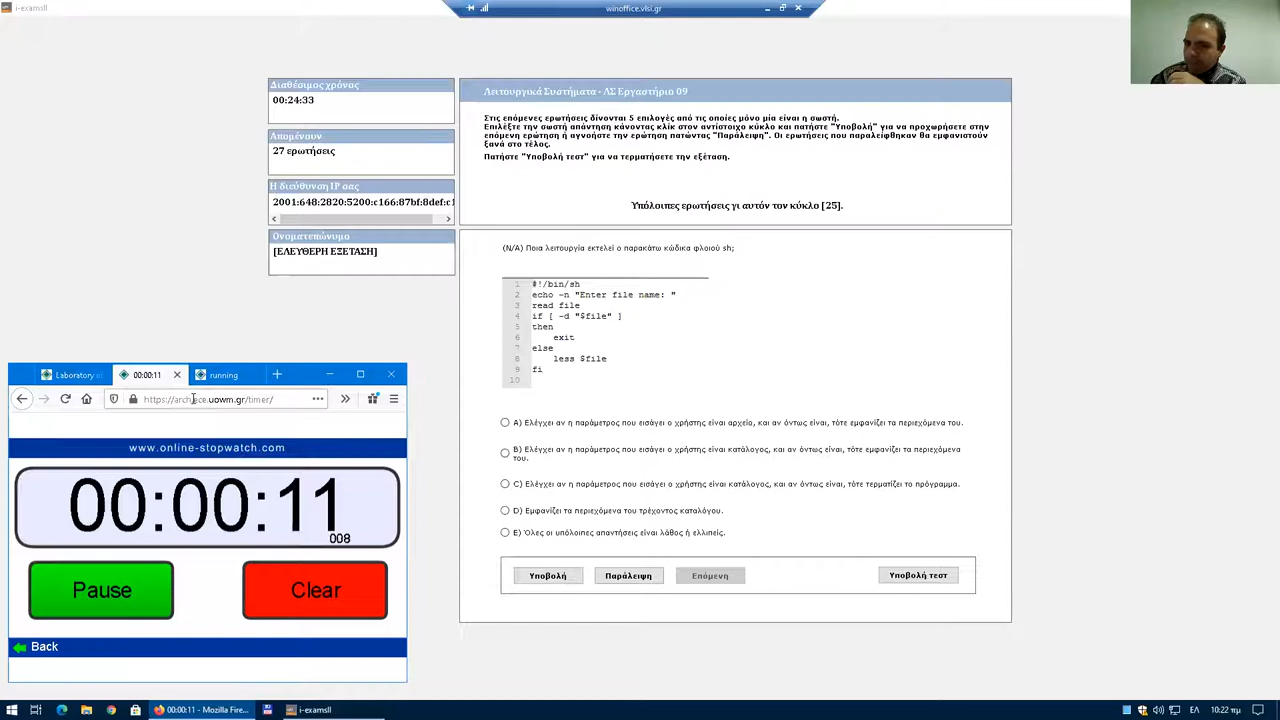 i-examsll
winoffice.vlsi.gr
Διαθέσιμος χρόνος
00:24:33
Απομένουν
27 ερωτήσεις
Η διεύθυνση IP σας
2001:648:2820:5200:c166:87bf:8def:c1
Ονοματεπώνυμο
[ΕΛΕΥΘΕΡΗ ΕΞΕΤΑΣΗ]
Λειτουργικά Συστήματα - ΛΣ Εργαστήριο 09
Στις επόμενες ερωτήσεις δίνονται 5 επιλογές από τις οποίες μόνο μία είναι η σωστή.
Επιλέξτε την σωστή απάντηση κάνοντας κλίκ στον αντίστοιχο κύκλο και πατήστε "Υποβολή" για να προχωρήσετε στην
επόμενη ερώτηση ή αγνοήστε την ερώτηση πατώντας "Παράλειψη". Οι ερωτήσεις που παραλείφθηκαν θα εμφανιστούν
ξανά στο τέλος.
Πατήστε "Υποβολή τεστ" για να τερματίσετε την εξέταση.
Υπόλοιπες ερωτήσεις γι αυτόν τον κύκλο [25].
(N/A) Ποια λειτουργία εκτελεί ο παρακάτω κώδικα φλοιού sh;
1 #!/bin/sh
2 echo -n "Enter file name: "
3 read file
4 if [ -d "$file" ]
5 then
6 exit
7 else
8 less $file
9 fi
10
A) Ελέγχει αν η παράμετρος που εισάγει ο χρήστης είναι αρχείο, και αν όντως είναι, τότε εμφανίζει τα περιεχόμενα του.
B) Ελέγχει αν η παράμετρος που εισάγει ο χρήστης είναι κατάλογος, και αν όντως είναι, τότε εμφανίζει τα περιεχόμενα
του.
C) Ελέγχει αν η παράμετρος που εισάγει ο χρήστης είναι κατάλογος, και αν όντως είναι, τότε τερματίζει το πρόγραμμα.
D) Εμφανίζει τα περιεχόμενα του τρέχοντος καταλόγου.
E) Όλες οι υπόλοιπες απαντήσεις είναι λάθος ή ελλιπείς.
Υποβολή
Παράλειψη
Επόμενη
Υποβολή τεστ
Laboratory of
00:00:11
running
https://arch.ece.uowm.gr/timer/
www.online-stopwatch.com
00:00:11
008
Pause
Clear
Back
00:00:11 - Mozilla Fire...
i-examsll
ΕΛ
10:22 πμ